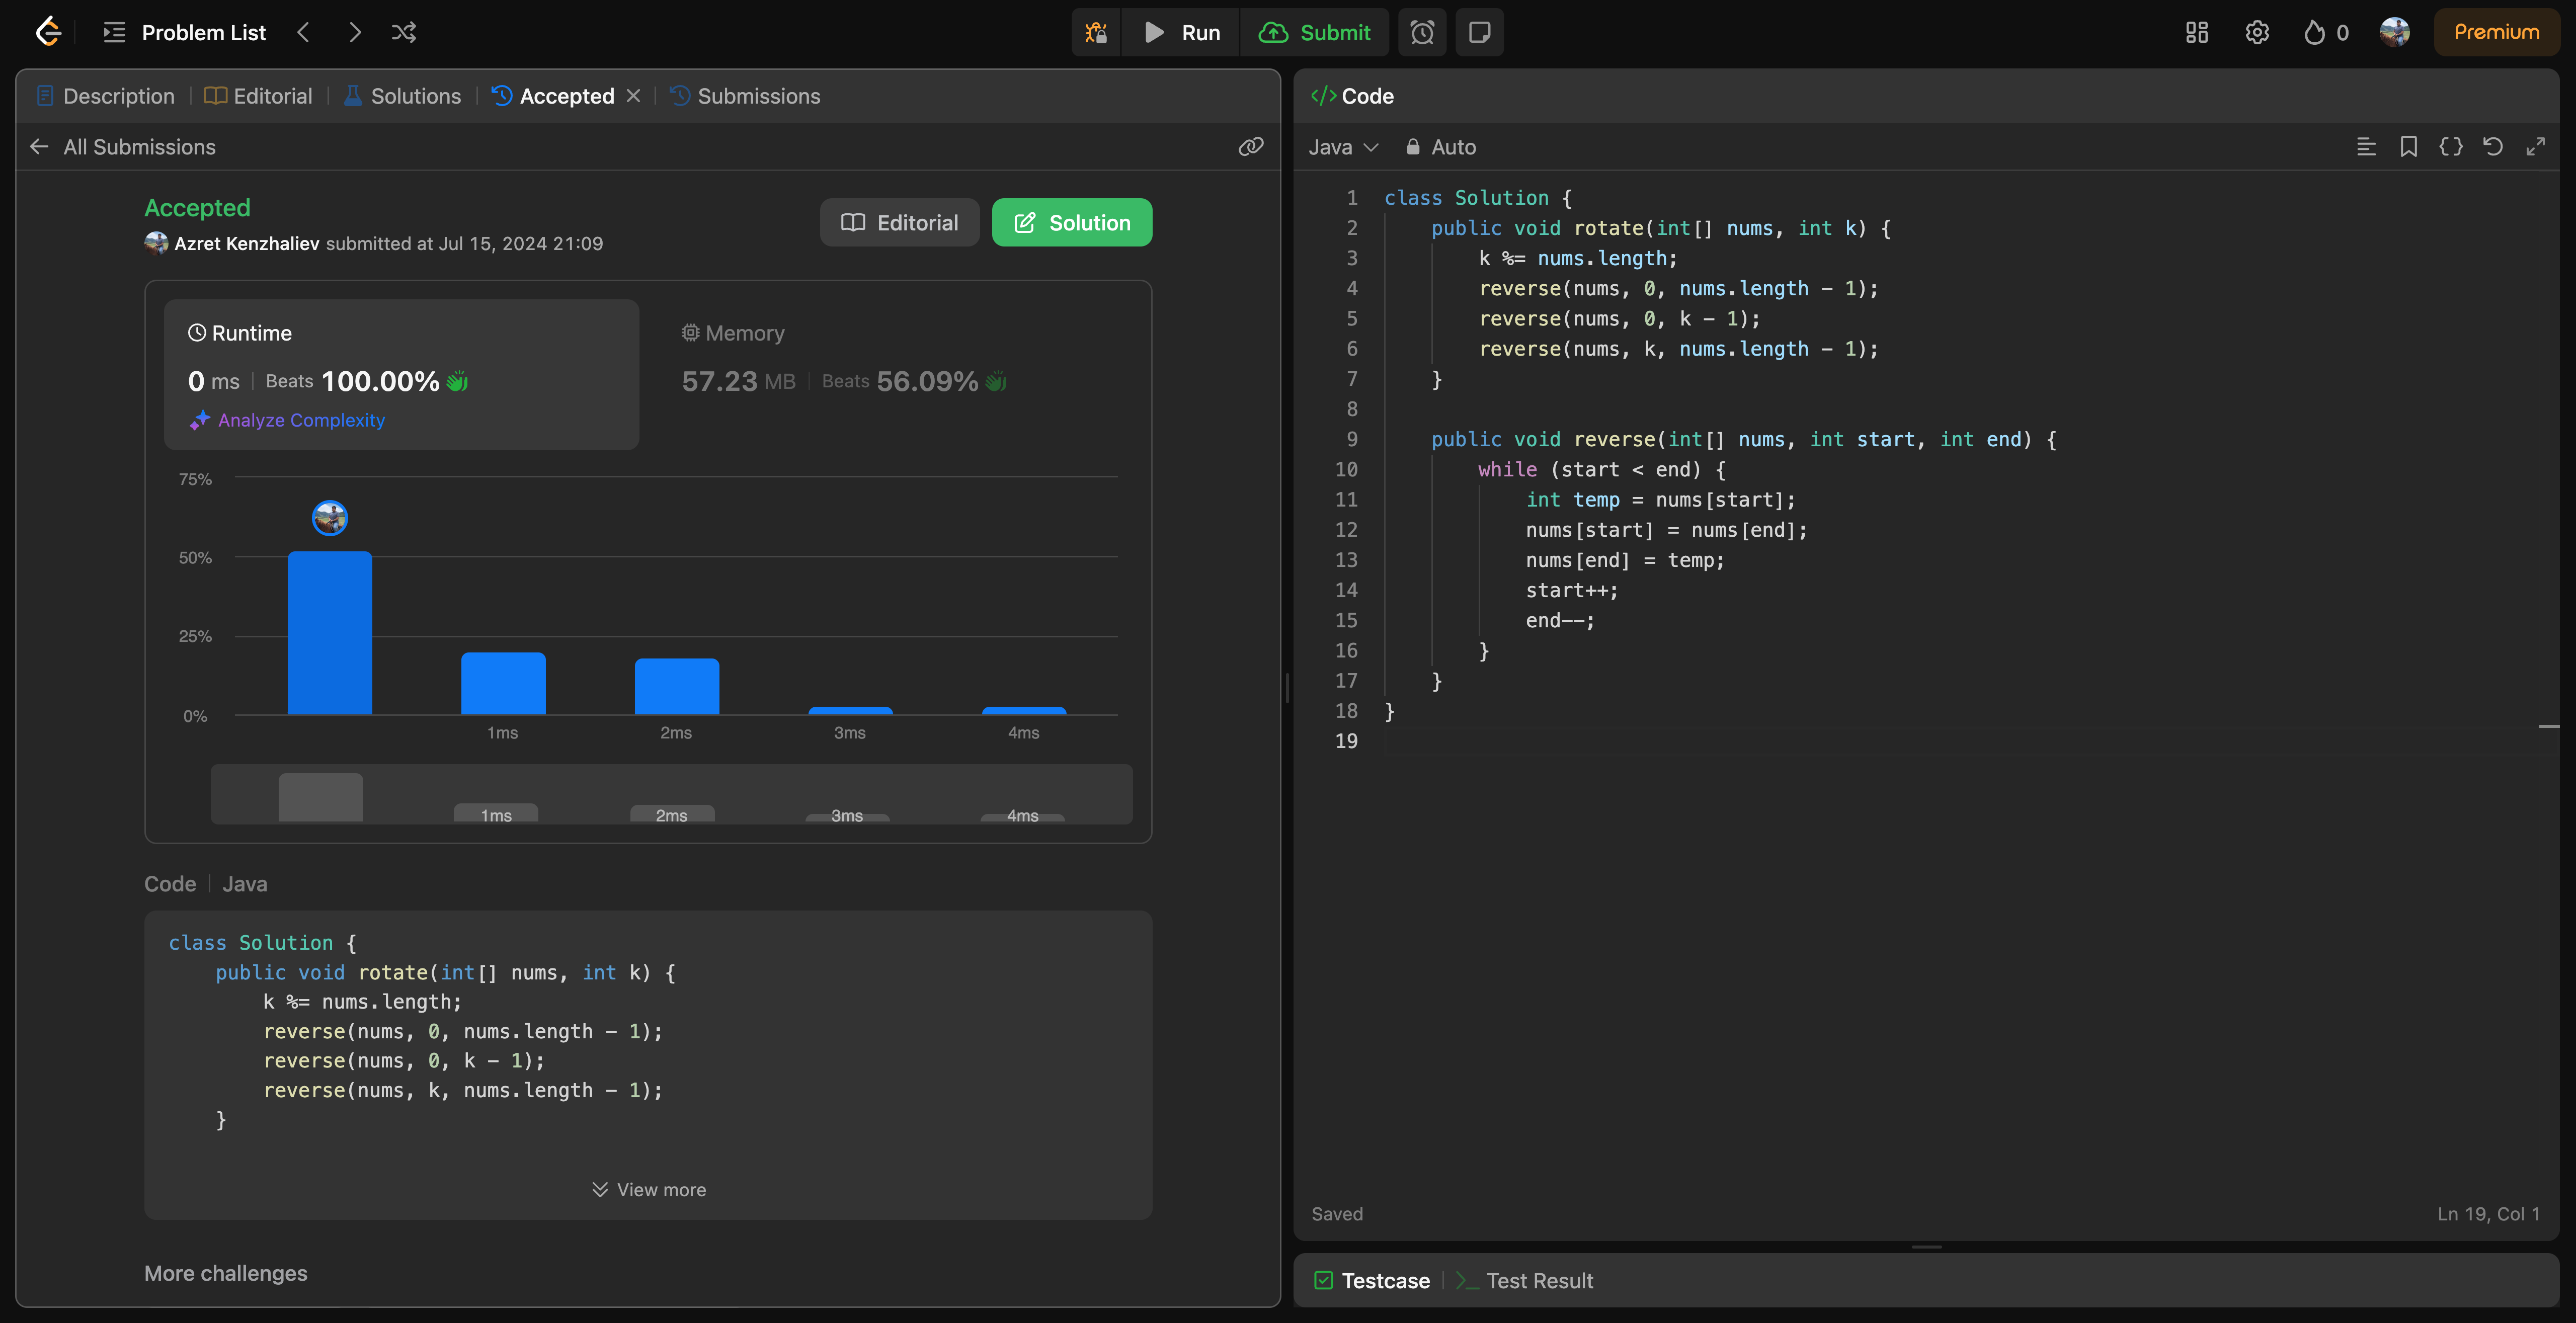 Problem List
Run
Submit
0
Premium
Description
Editorial
Solutions
Accepted
Submissions
All Submissions
Accepted
Azret Kenzhaliev submitted at Jul 15, 2024 21:09
Editorial
Solution
Runtime
0 ms | Beats 100.00%
Analyze Complexity
Memory
57.23 MB | Beats 56.09%
75%
50%
25%
0%
1ms 2ms 3ms 4ms
1ms 2ms 3ms 4ms
Code | Java
class Solution {
    public void rotate(int[] nums, int k) {
        k %= nums.length;
        reverse(nums, 0, nums.length - 1);
        reverse(nums, 0, k - 1);
        reverse(nums, k, nums.length - 1);
    }
View more
More challenges
</> Code
Java
Auto
1 class Solution {
2     public void rotate(int[] nums, int k) {
3         k %= nums.length;
4         reverse(nums, 0, nums.length - 1);
5         reverse(nums, 0, k - 1);
6         reverse(nums, k, nums.length - 1);
7     }
8
9     public void reverse(int[] nums, int start, int end) {
10         while (start < end) {
11             int temp = nums[start];
12             nums[start] = nums[end];
13             nums[end] = temp;
14             start++;
15             end--;
16         }
17     }
18 }
19
Saved
Ln 19, Col 1
Testcase
Test Result